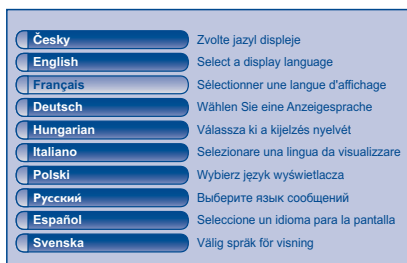 Česky Zvolte jazyl displeje
English Select a display language
Français Sélectionner une langue d'affichage
Deutsch Wählen Sie eine Anzeigesprache
Hungarian Válassza ki a kijelzés nyelvét
Italiano Selezionare una lingua da visualizzare
Polski Wybierz język wyświetlacza
Русский Выберите язык сообщений
Español Seleccione un idioma para la pantalla
Svenska Välig spräk för visning